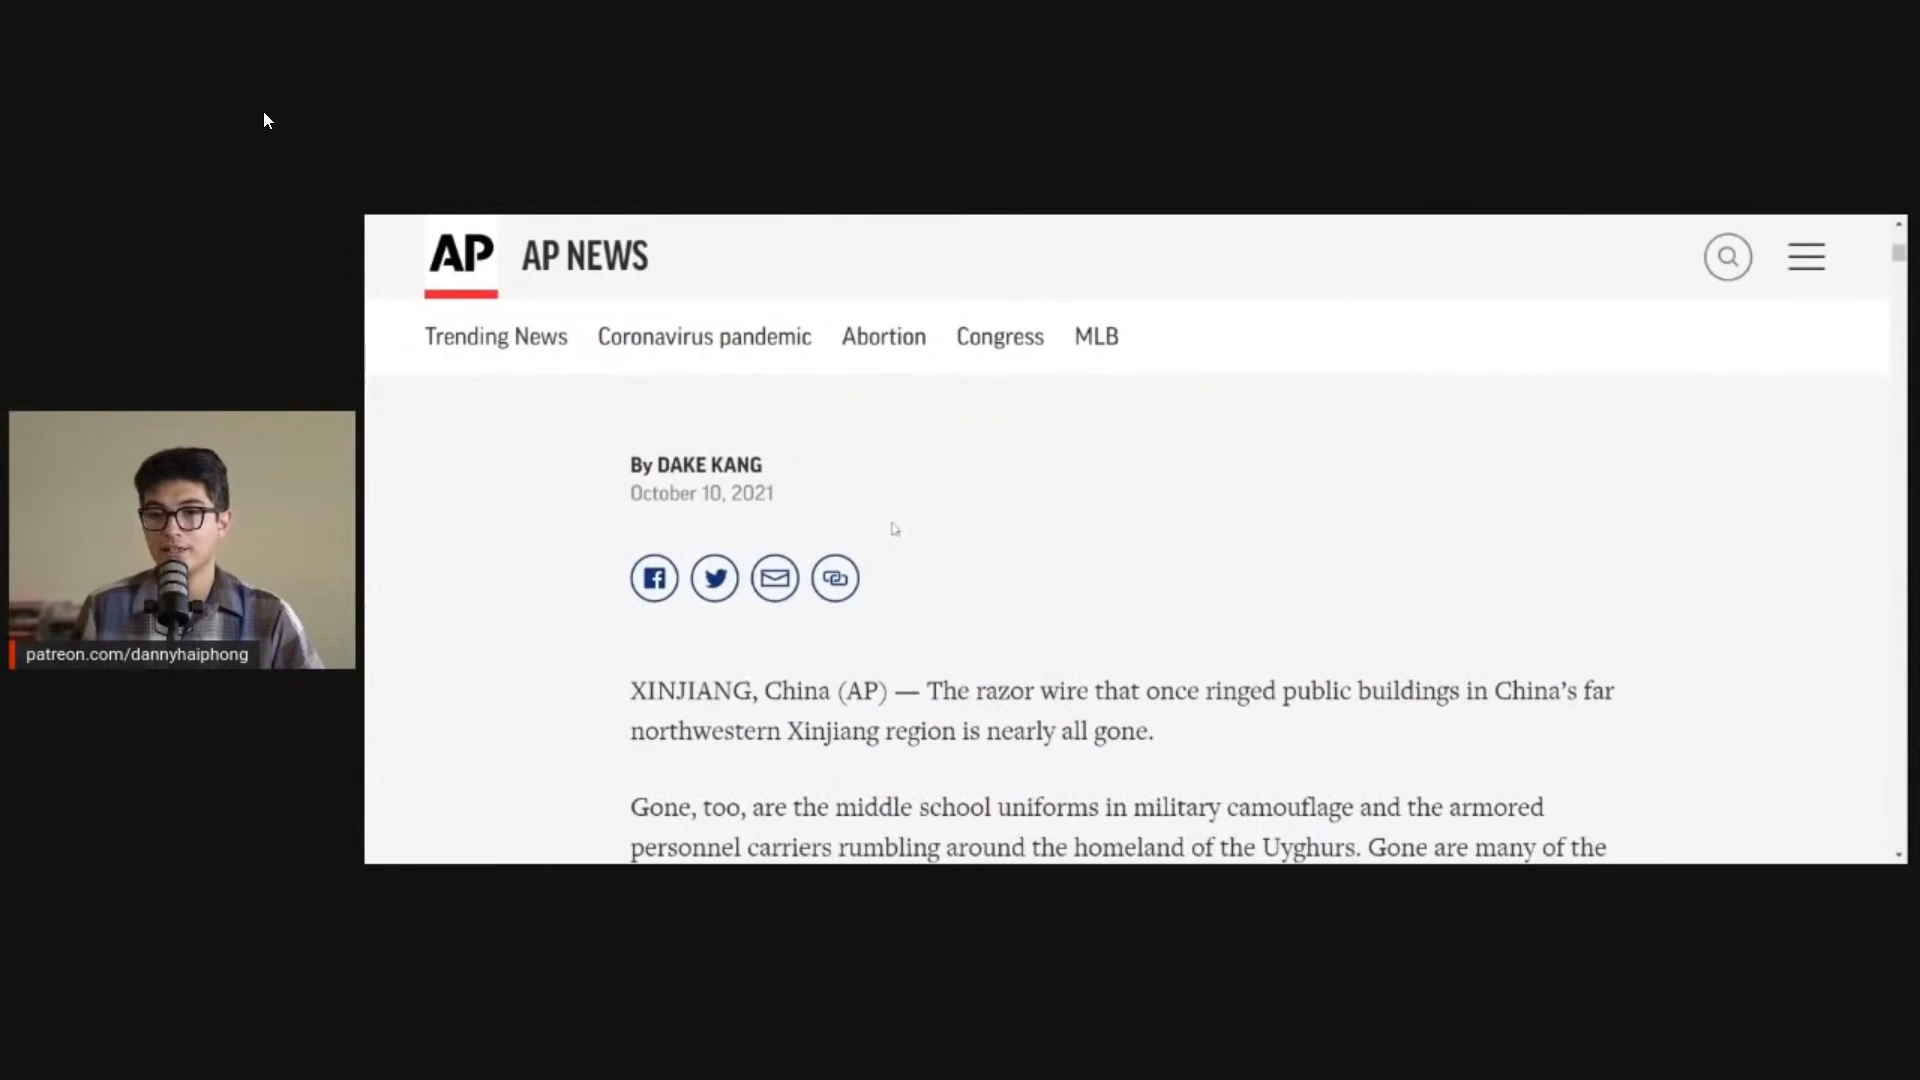 AP AP NEWS
Trending News Coronavirus pandemic Abortion Congress MLB
By DAKE KANG
October 10, 2021
XINJIANG, China (AP) — The razor wire that once ringed public buildings in China’s far
northwestern Xinjiang region is nearly all gone.
Gone, too, are the middle school uniforms in military camouflage and the armored
personnel carriers rumbling around the homeland of the Uyghurs. Gone are many of the
patreon.com/dannyhaiphong